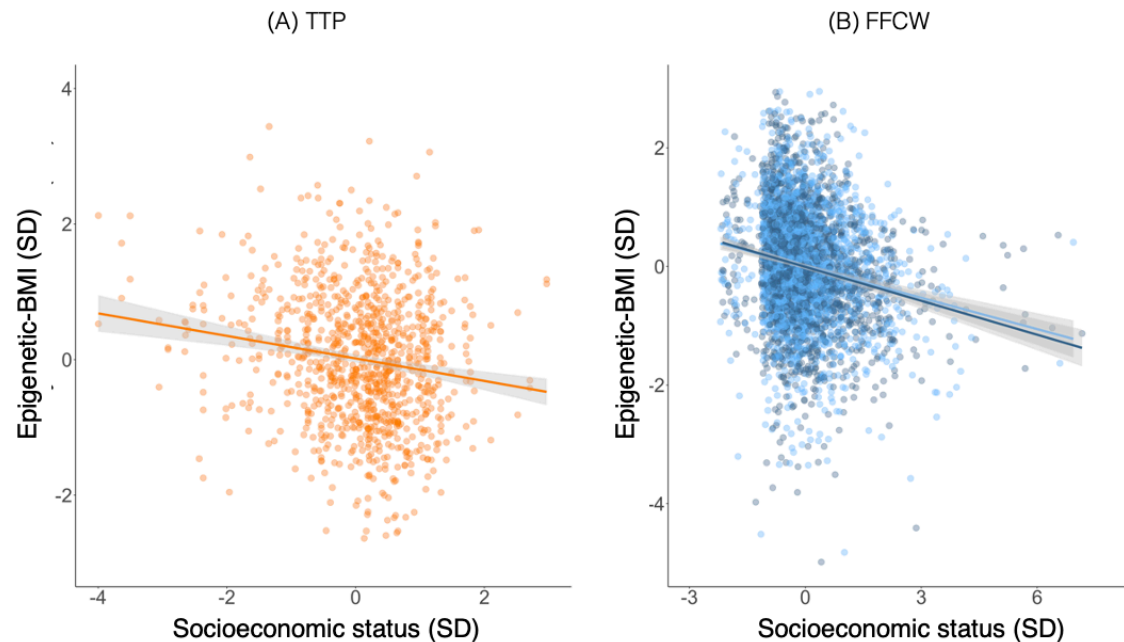 (A) TTP
(B) FFCW
4
2
0
-2
Epigenetic-BMI (SD)
-4
-2
0
2
Socioeconomic status (SD)
2
0
-2
-4
Epigenetic-BMI (SD)
-3
0
3
6
Socioeconomic status (SD)